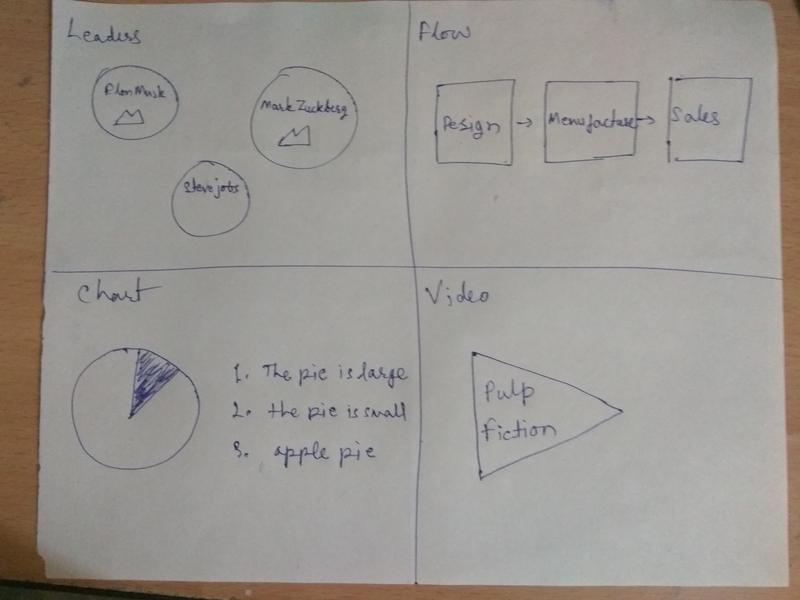 Leaders
Elon Musk
Mark Zuckberg
Steve jobs
Flow
Design
Menufacture
Sales
Chart
1. The pie is large
2. the pie is small
3. apple pie
Video
Pulp
Fiction